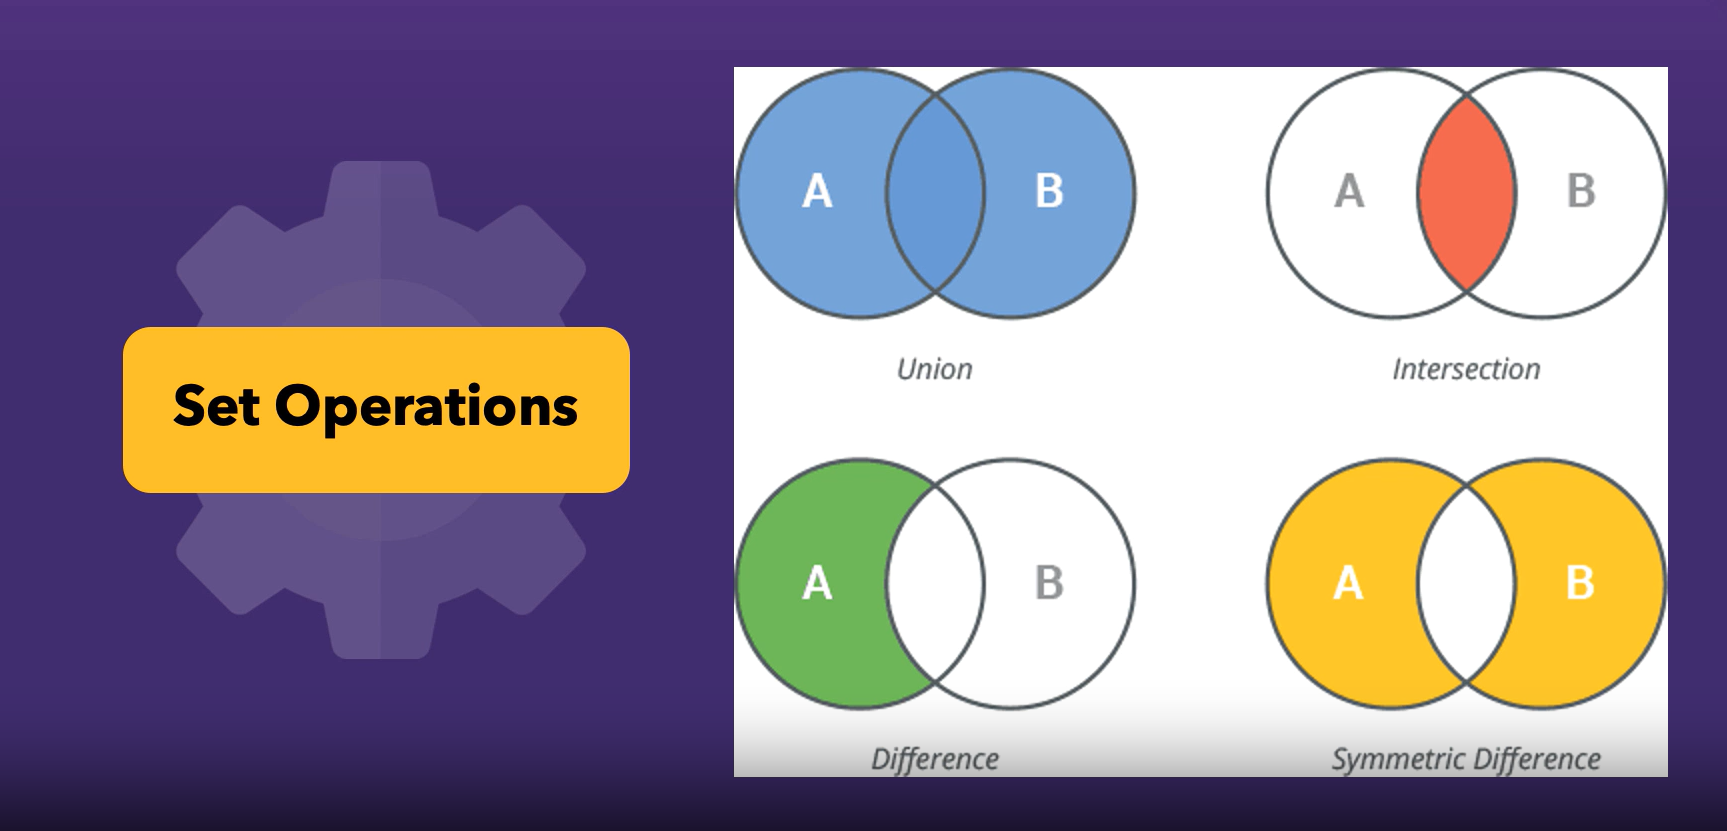 Set Operations
A
B
Union
A
B
Intersection
A
B
Difference
A
B
Symmetric Difference